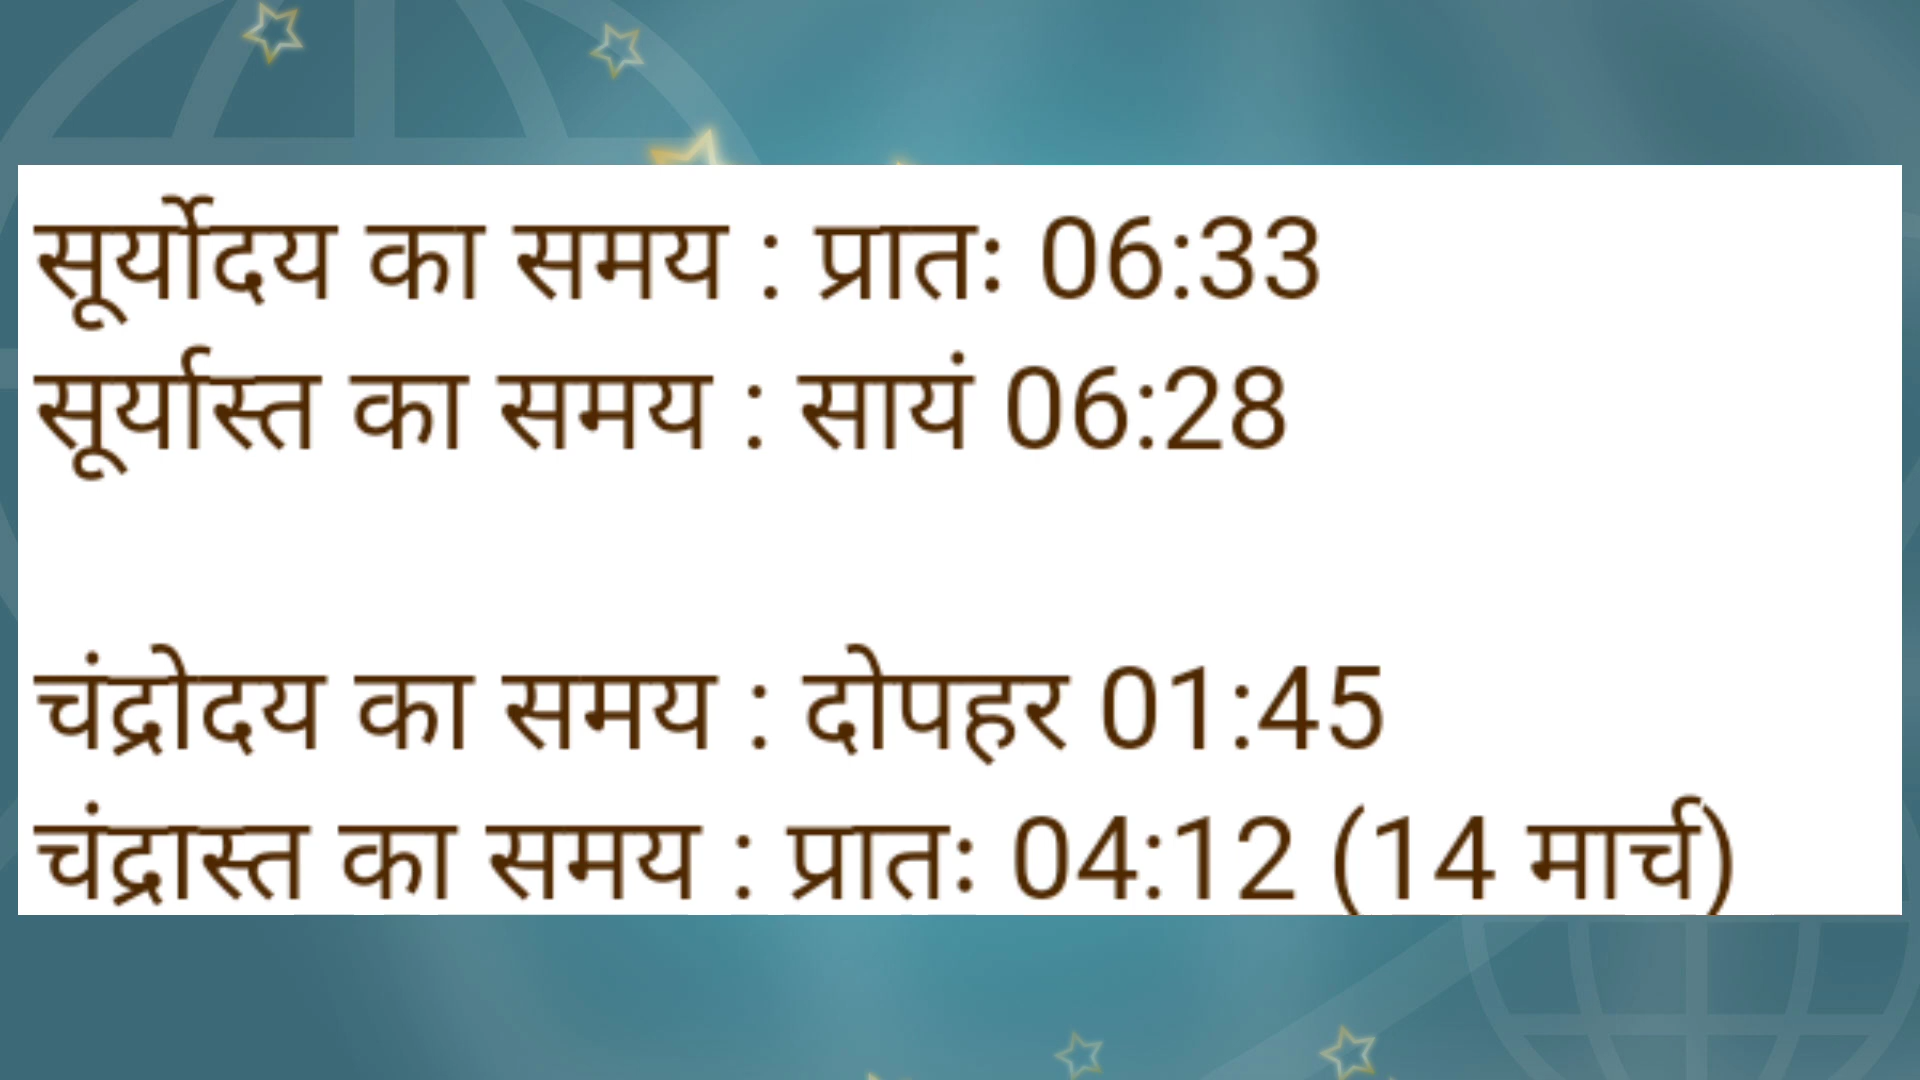 सूर्योदय का समय : प्रातः 06:33
सूर्यास्त का समय : सायं 06:28
चंद्रोदय का समय : दोपहर 01:45
चंद्रास्त का समय : प्रातः 04:12 (14 मार्च)